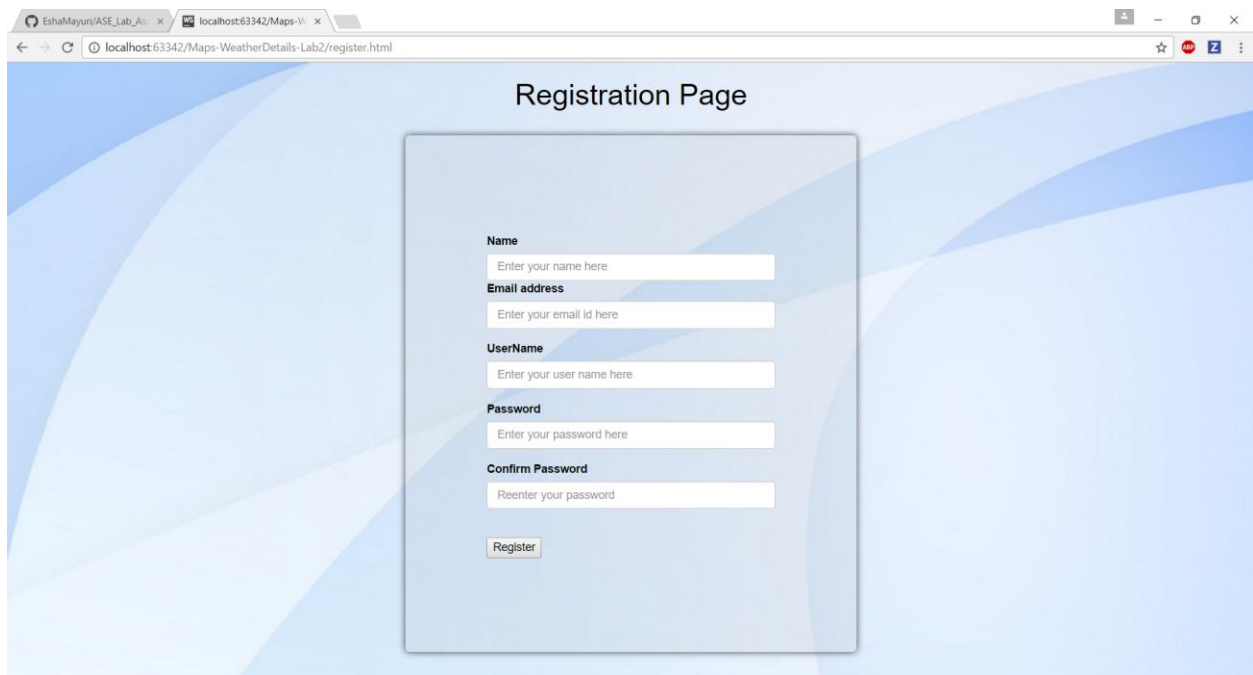 EshaMayuri/ASE_Lab_As
localhost:63342/Maps-W
localhost:63342/Maps-WeatherDetails-Lab2/register.html
ABP
Z
Registration Page
Name
Enter your name here
Email address
Enter your email id here
UserName
Enter your user name here
Password
Enter your password here
Confirm Password
Reenter your password
Register